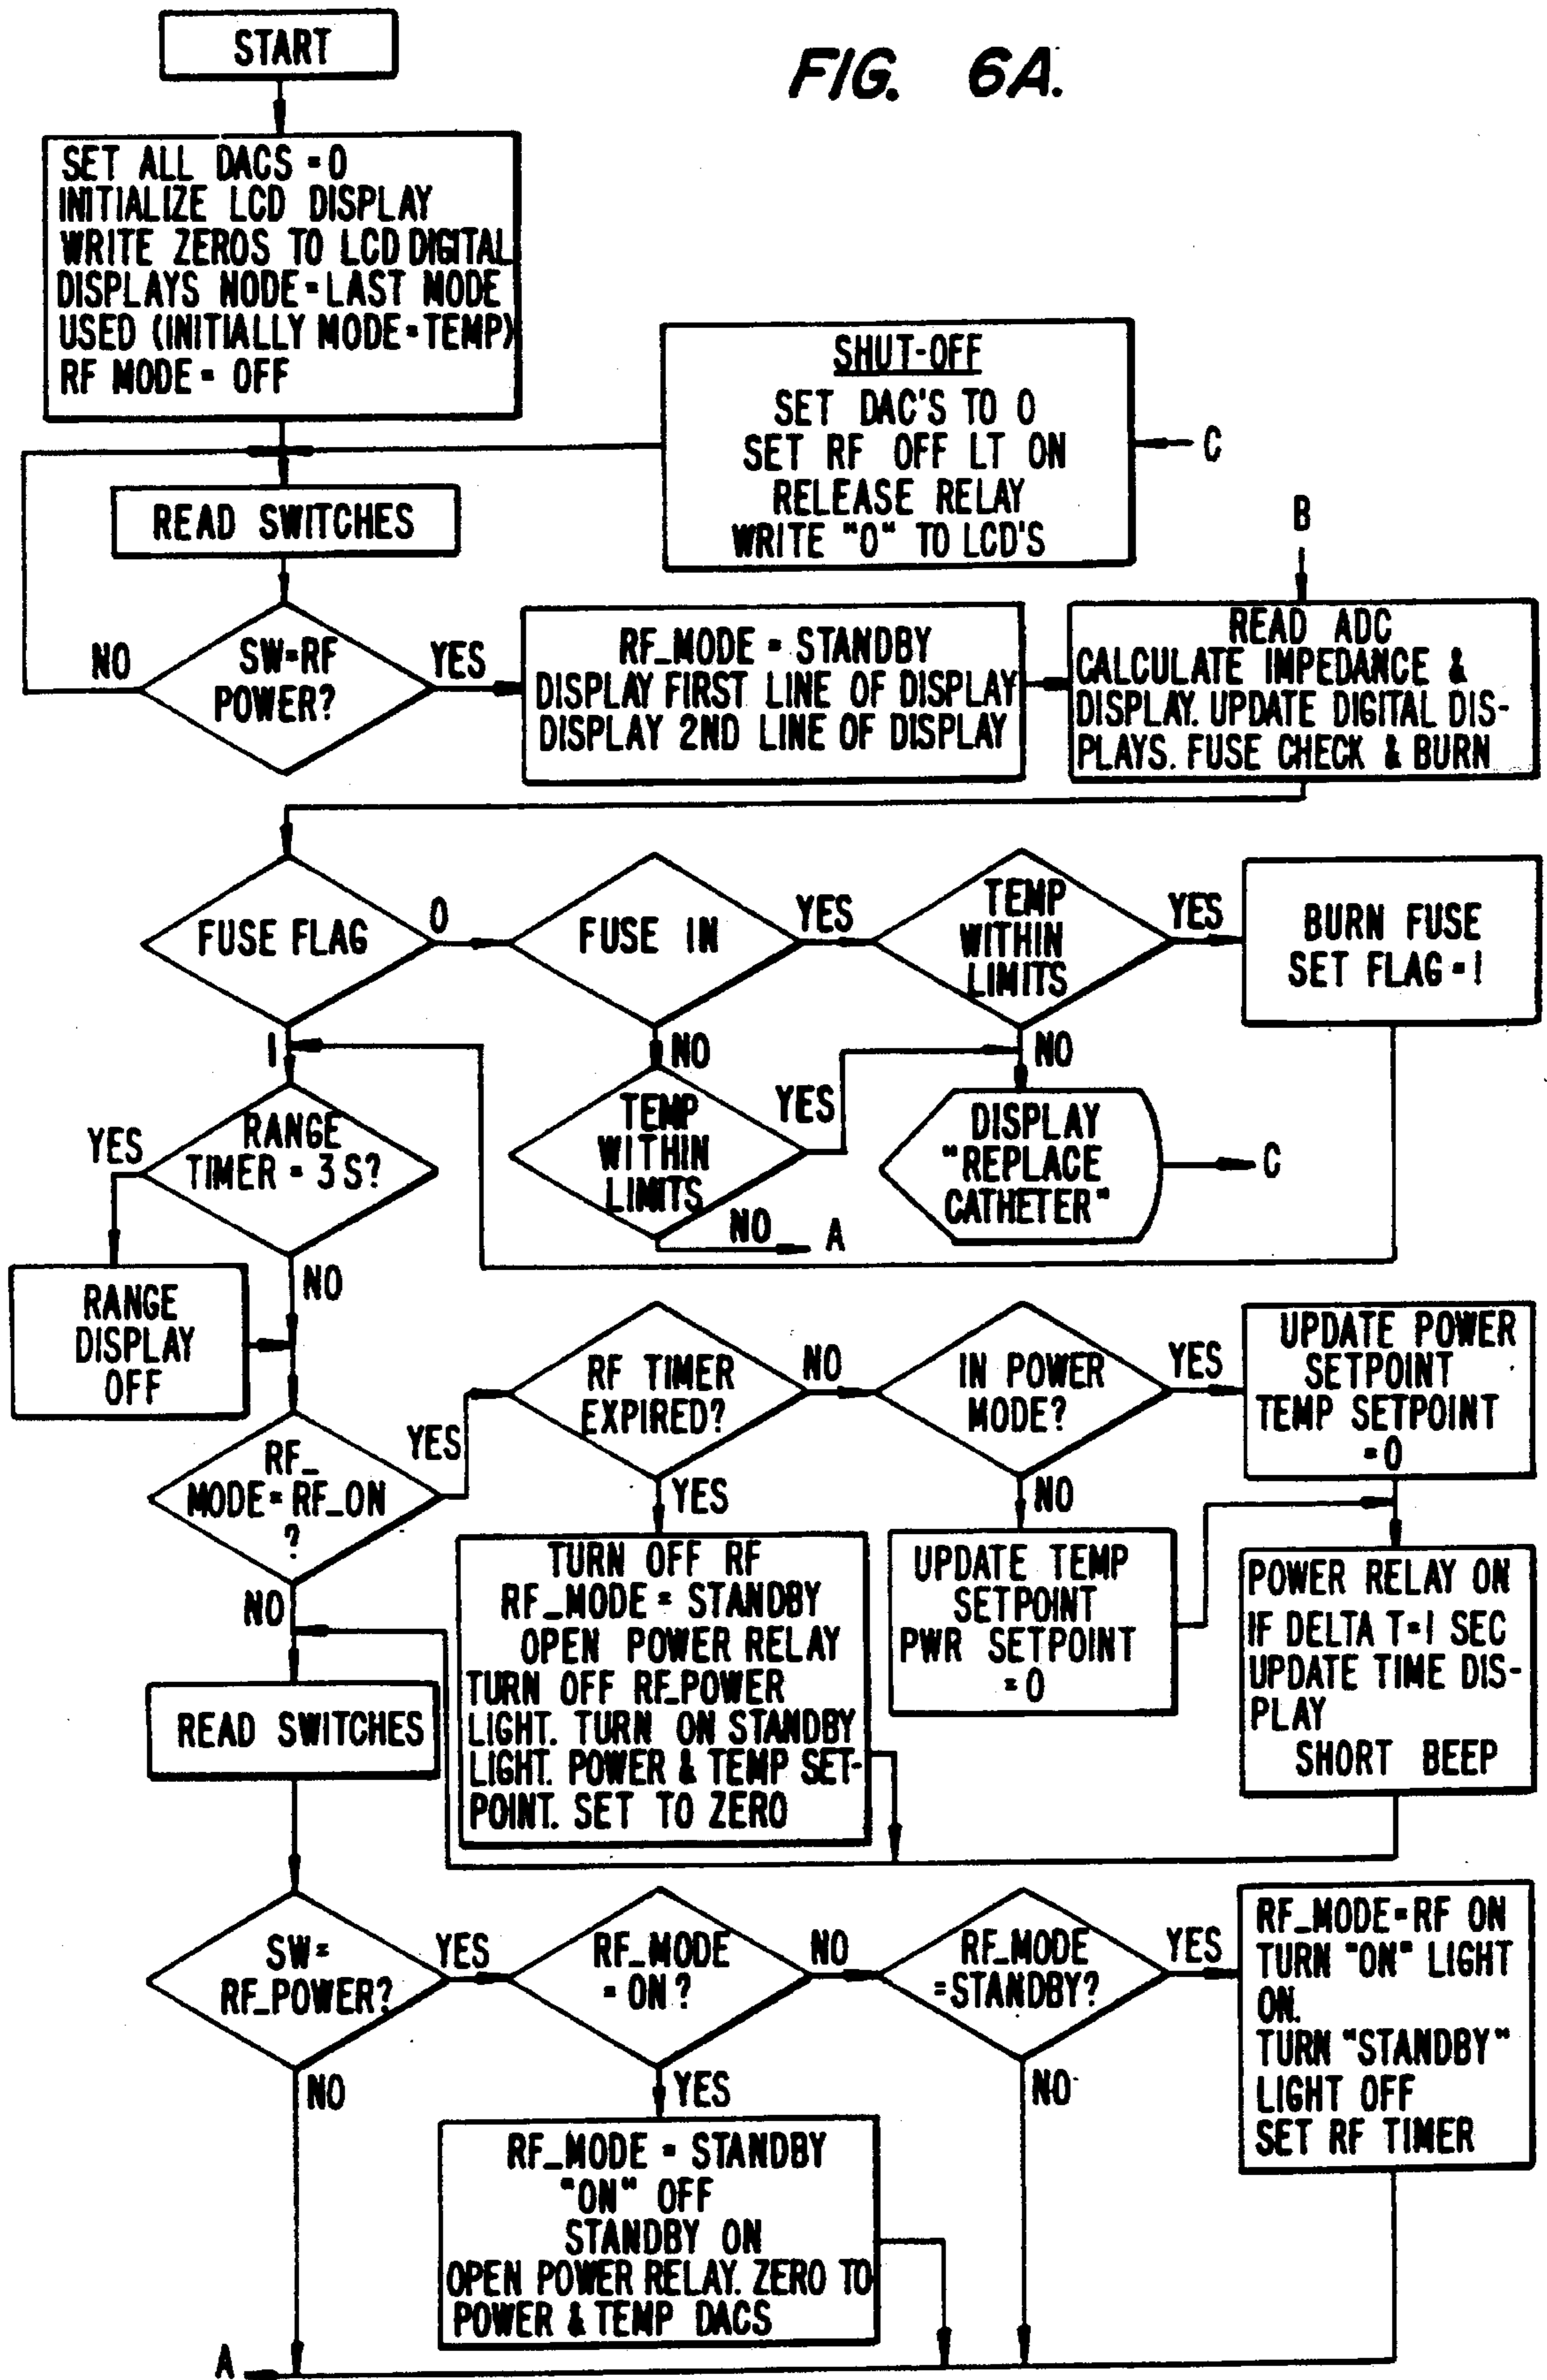 START
FIG. 6A.
SET ALL DACS = 0
INITIALIZE LCD DISPLAY
WRITE ZEROS TO LCD DIGITAL
DISPLAYS NODE = LAST MODE
USED (INITIALLY MODE = TEMP)
RF MODE = OFF
SHUT-OFF
SET DAC'S TO 0
SET RF OFF LT ON
RELEASE RELAY
WRITE "0" TO LCD'S
C
READ SWITCHES
B
NO
SW=RF
POWER?
YES
RF_MODE = STANDBY
DISPLAY FIRST LINE OF DISPLAY
DISPLAY 2ND LINE OF DISPLAY
READ ADC
CALCULATE IMPEDANCE &
DISPLAY. UPDATE DIGITAL DIS-
PLAYS. FUSE CHECK & BURN
FUSE FLAG
0
FUSE IN
YES
TEMP
WITHIN
LIMITS
YES
BURN FUSE
SET FLAG = 1
1
NO
NO
YES
RANGE
TIMER = 3 S?
TEMP
WITHIN
LIMITS
YES
DISPLAY
"REPLACE
CATHETER"
C
NO
A
NO
RANGE
DISPLAY
OFF
RF TIMER
EXPIRED?
NO
IN POWER
MODE?
YES
UPDATE POWER
SETPOINT
TEMP SETPOINT
= 0
RF_
MODE = RF_ON
?
YES
YES
NO
NO
TURN OFF RF
RF_MODE = STANDBY
OPEN POWER RELAY
TURN OFF RF_POWER
LIGHT. TURN ON STANDBY
LIGHT. POWER & TEMP SET-
POINT. SET TO ZERO
UPDATE TEMP
SETPOINT
PWR SETPOINT
= 0
POWER RELAY ON
IF DELTA T=1 SEC
UPDATE TIME DIS-
PLAY
SHORT BEEP
READ SWITCHES
SW=
RF_POWER?
YES
RF_MODE
= ON?
NO
RF_MODE
=STANDBY?
YES
RF_MODE=RF ON
TURN "ON" LIGHT
ON.
TURN "STANDBY"
LIGHT OFF
SET RF TIMER
NO
YES
NO
RF_MODE = STANDBY
"ON" OFF
STANDBY ON
OPEN POWER RELAY. ZERO TO
POWER & TEMP DACS
A